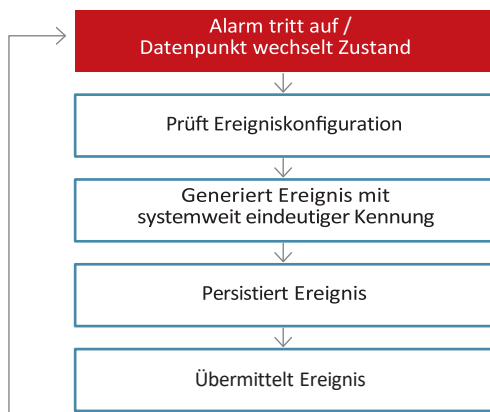 Alarm tritt auf /
Datenpunkt wechselt Zustand
Prüft Ereigniskonfiguration
Generiert Ereignis mit
systemweit eindeutiger Kennung
Persistiert Ereignis
Übermittelt Ereignis